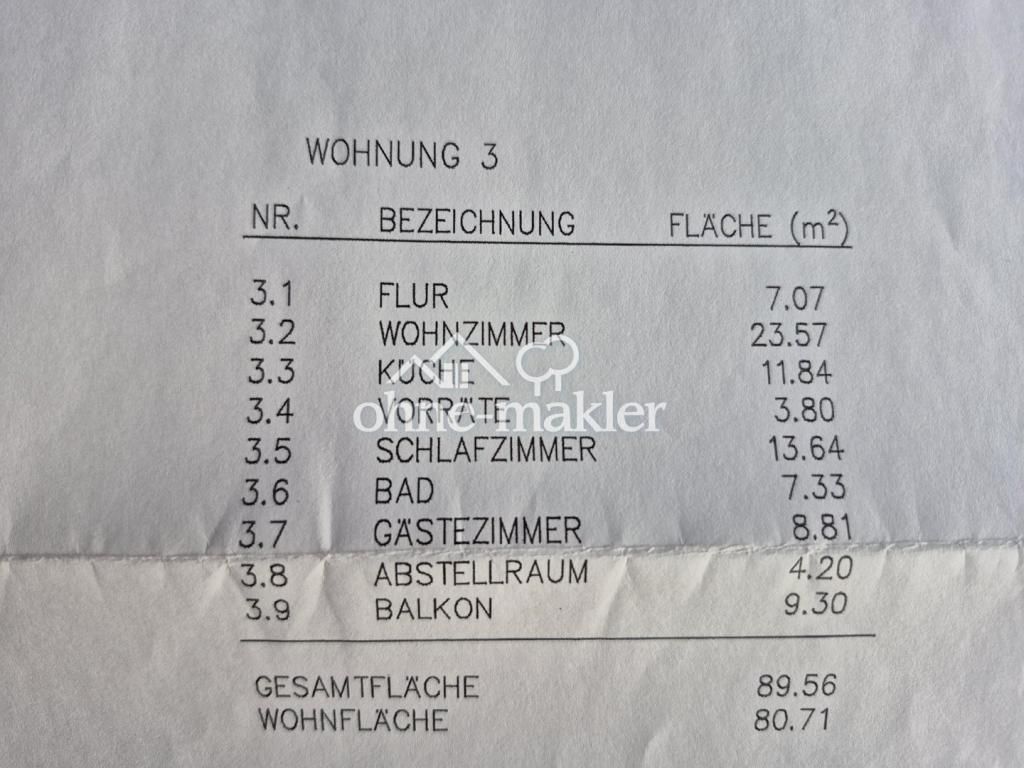 WOHNUNG 3
NR. BEZEICHNUNG FLÄCHE (m²)
3.1 FLUR 7.07
3.2 WOHNZIMMER 23.57
3.3 KÜCHE 11.84
3.4 VORRÄTE 3.80
ohne-makler
3.5 SCHLAFZIMMER 13.64
3.6 BAD 7.33
3.7 GÄSTEZIMMER 8.81
3.8 ABSTELLRAUM 4.20
3.9 BALKON 9.30
GESAMTFLÄCHE 89.56
WOHNFLÄCHE 80.71